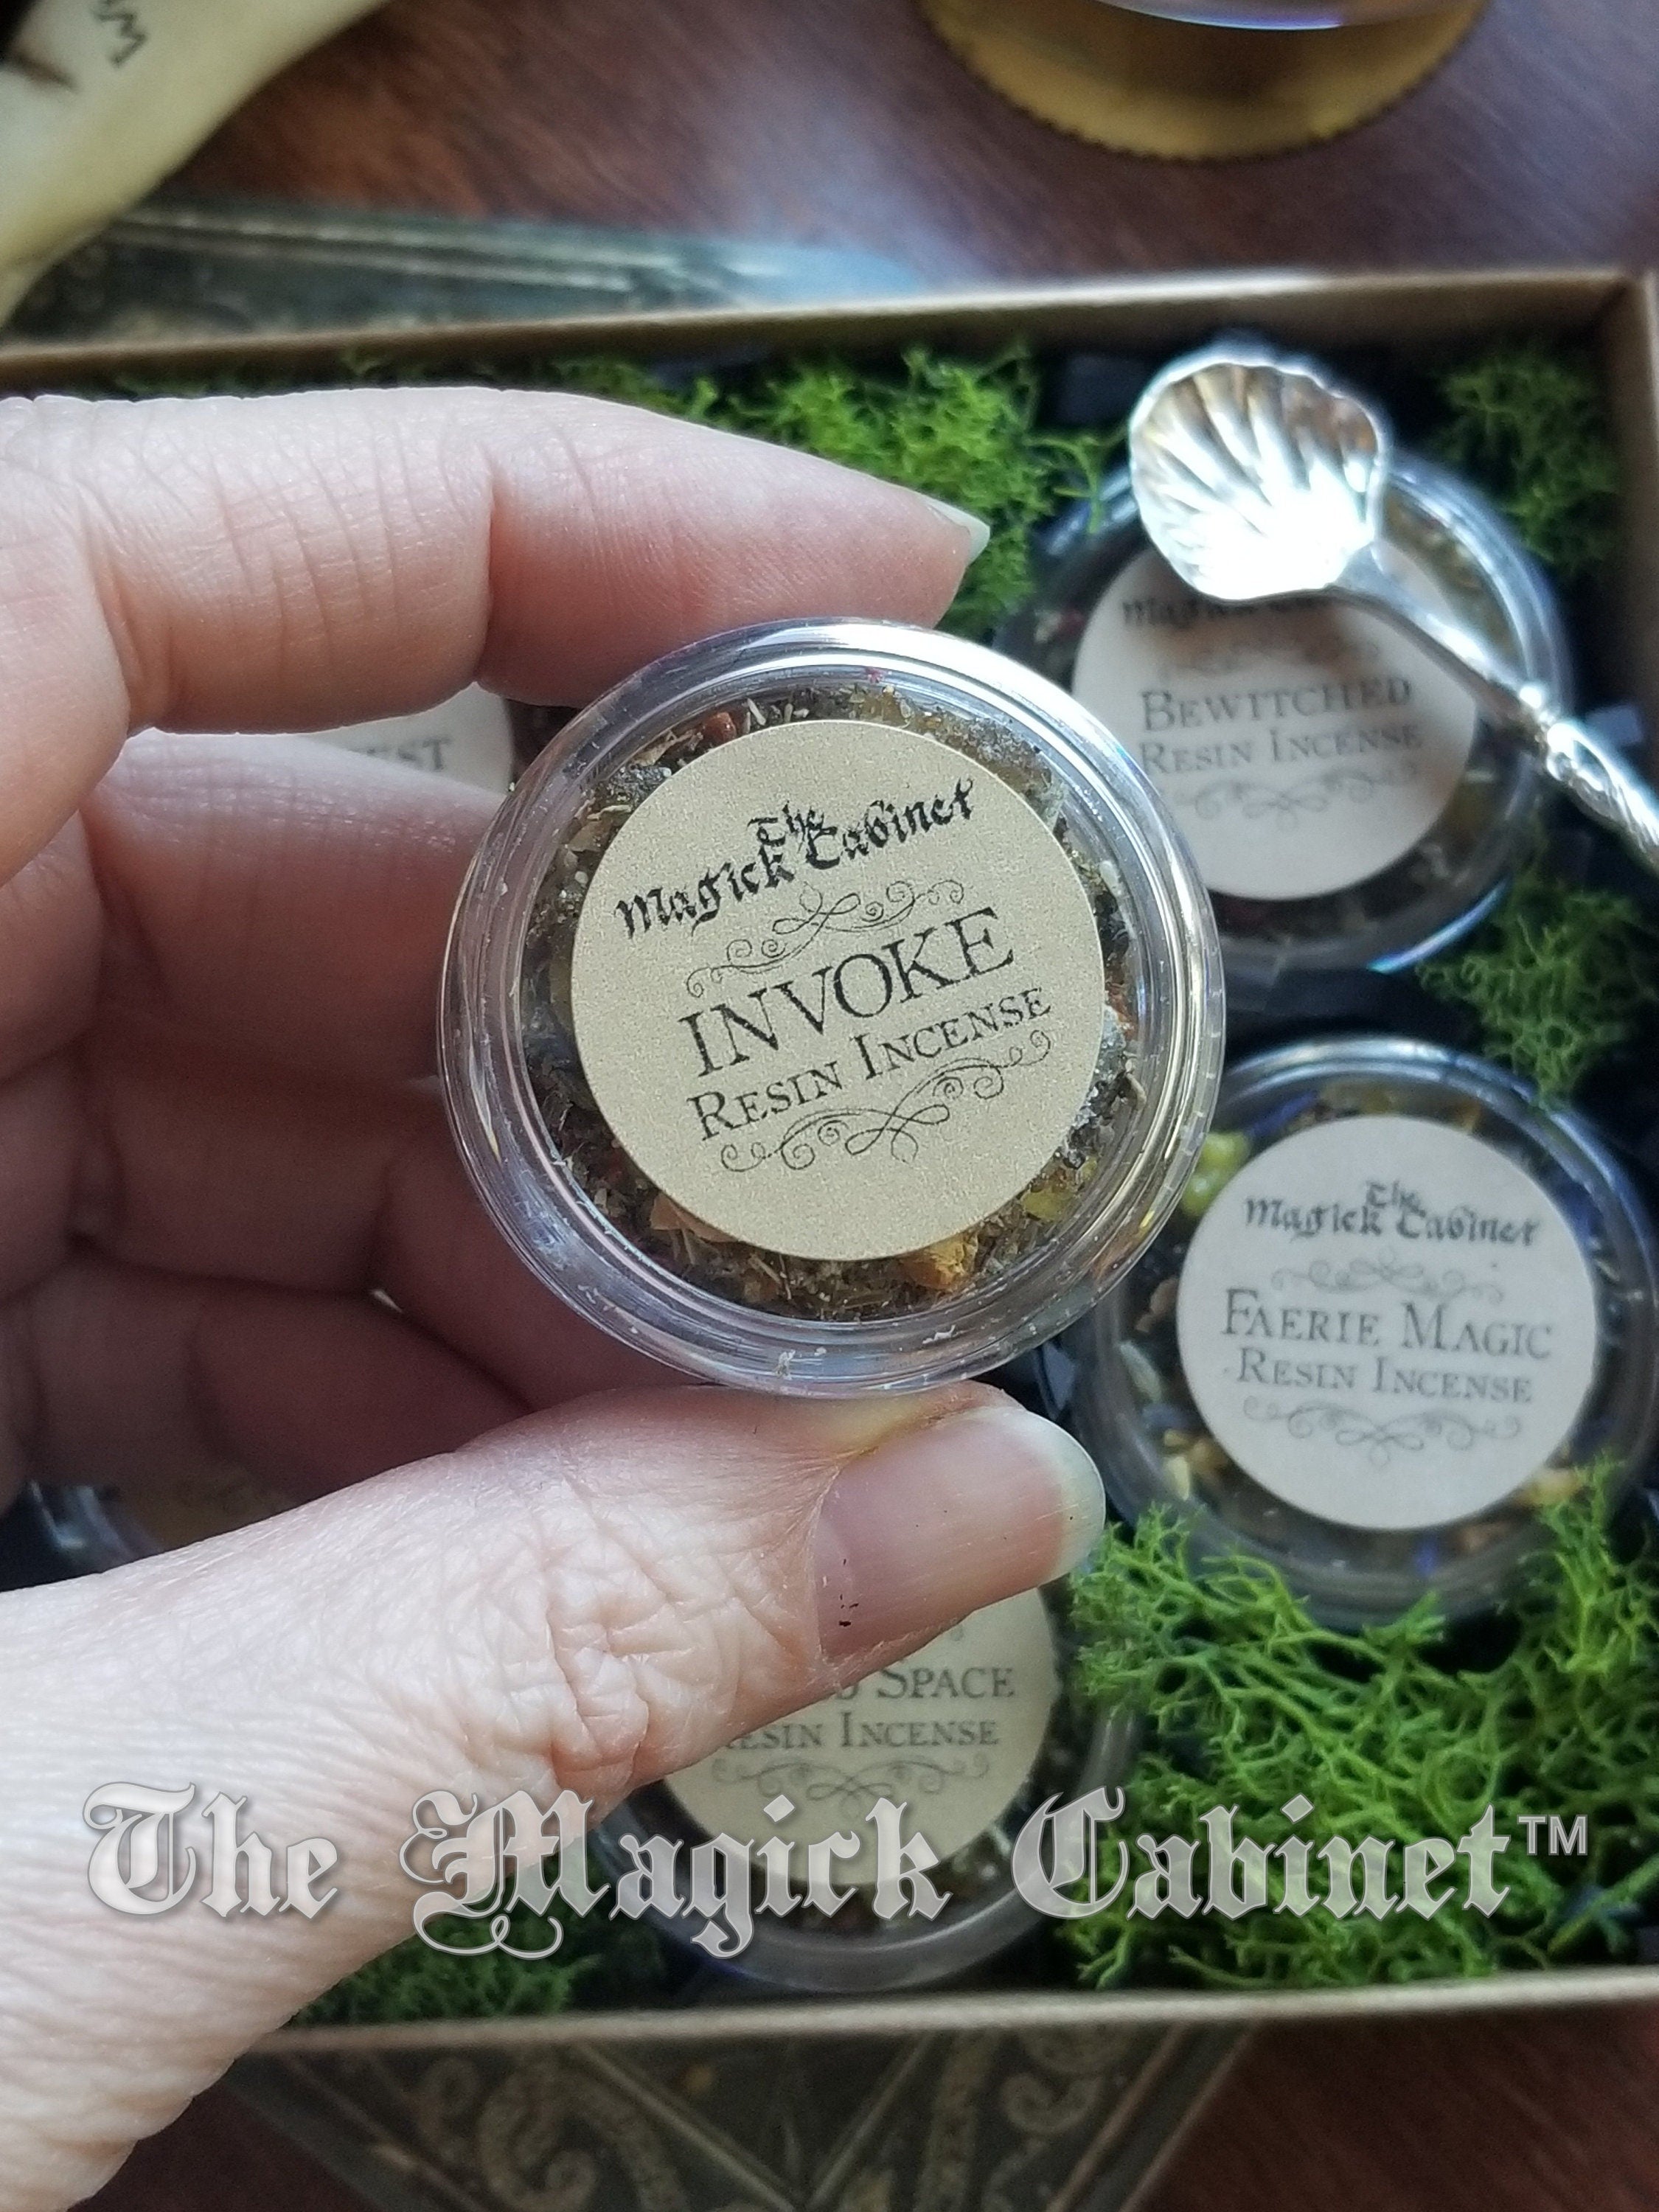 The
Magick Cabinet
INVOKE
RESIN INCENSE
BEWITCHED
RESIN INCENSE
The
Magick Cabinet
FAERIE MAGIC
RESIN INCENSE
SPACE
RESIN INCENSE
The Magick Cabinet™